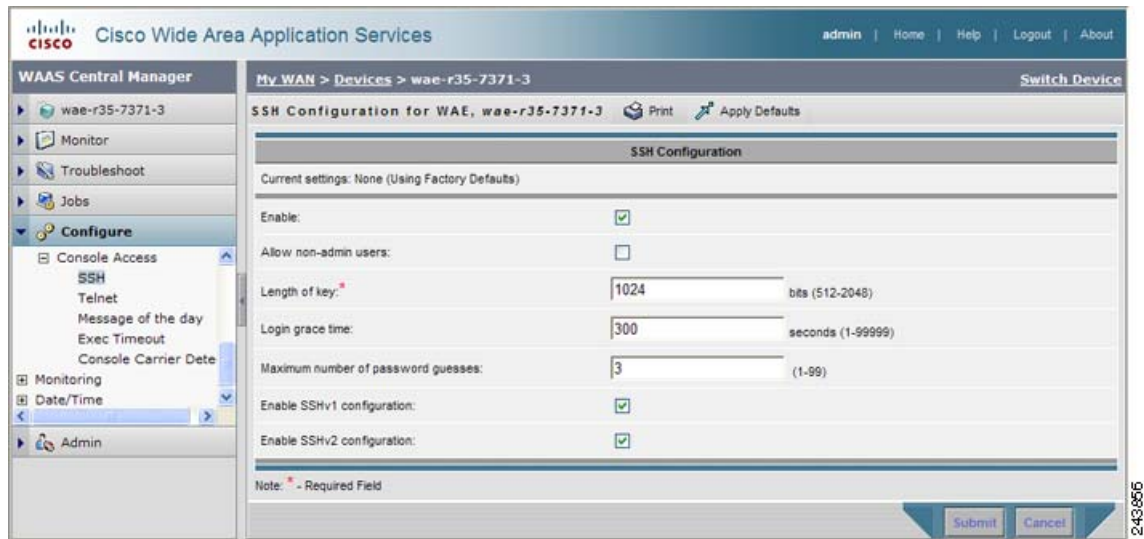 CISCO Cisco Wide Area Application Services admin | Home | Help | Logout | About
WAAS Central Manager
My WAN > Devices > wae-r35-7371-3 Switch Device
wae-r35-7371-3
SSH Configuration for WAE, wae-r35-7371-3 Print Apply Defaults
Monitor
Troubleshoot
Jobs
Configure
Console Access
SSH
Telnet
Message of the day
Exec Timeout
Console Carrier Dete
Monitoring
Date/Time
Admin
SSH Configuration
Current settings: None (Using Factory Defaults)
Enable:
Allow non-admin users:
Length of key:* 1024 bits (512-2048)
Login grace time: 300 seconds (1-99999)
Maximum number of password guesses: 3 (1-99)
Enable SSHv1 configuration:
Enable SSHv2 configuration:
Note: * - Required Field
Submit Cancel
243856